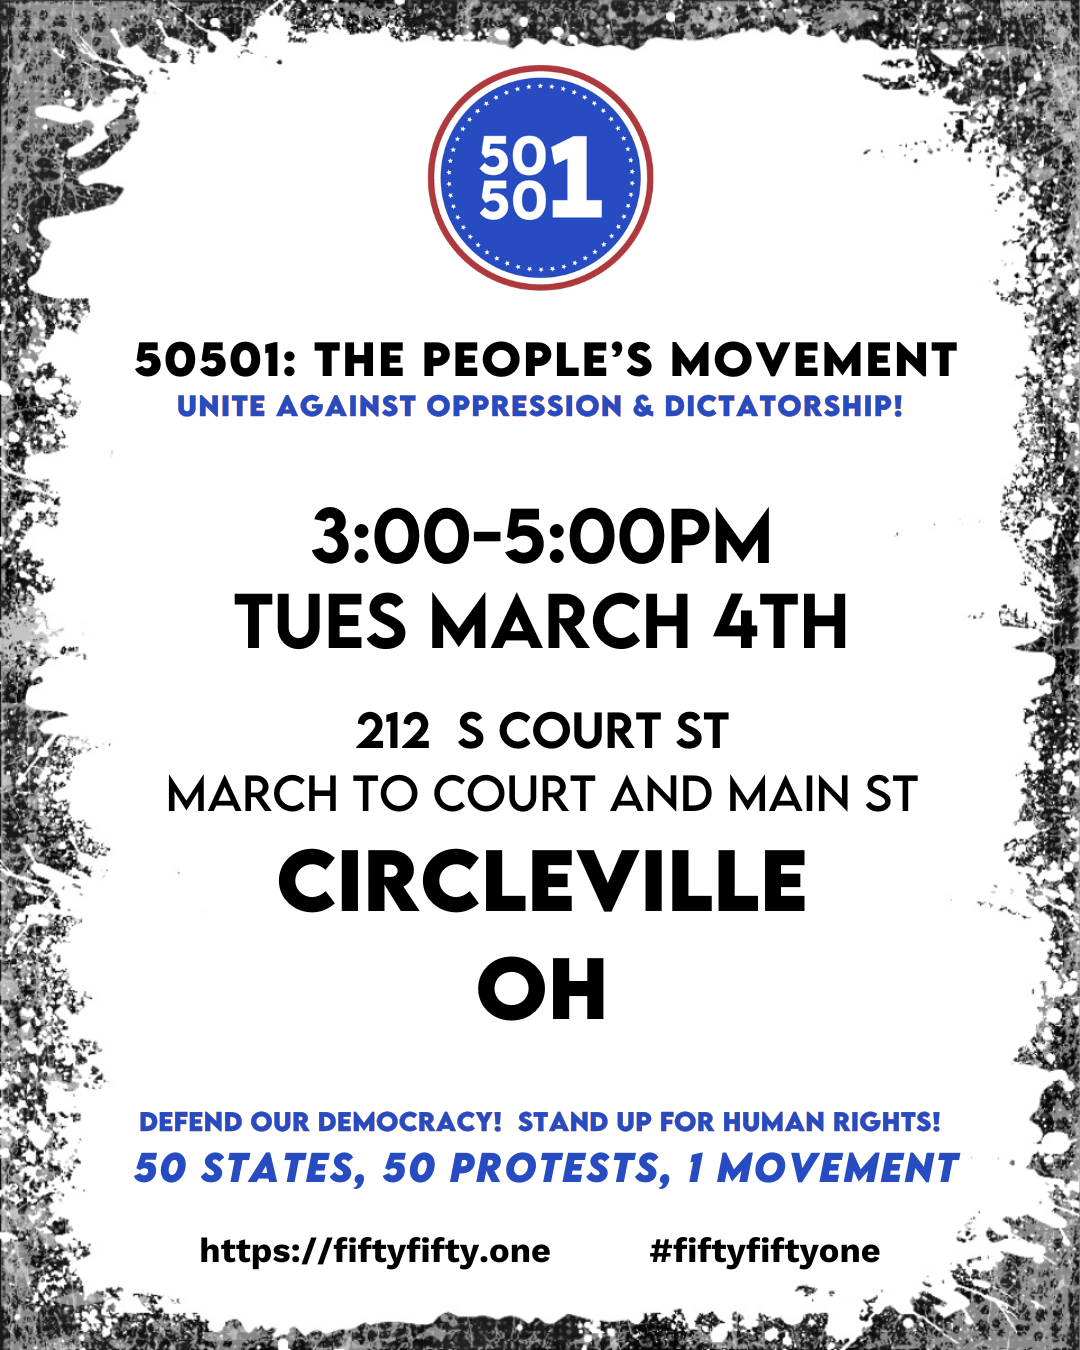 50
50
1
50501: THE PEOPLE'S MOVEMENT
UNITE AGAINST OPPRESSION & DICTATORSHIP!
3:00-5:00PM
TUES MARCH 4TH
212 S COURT ST
MARCH TO COURT AND MAIN ST
CIRCLEVILLE
OH
DEFEND OUR DEMOCRACY! STAND UP FOR HUMAN RIGHTS!
50 STATES, 50 PROTESTS, 1 MOVEMENT
https://fiftyfifty.one #fiftyfiftyone